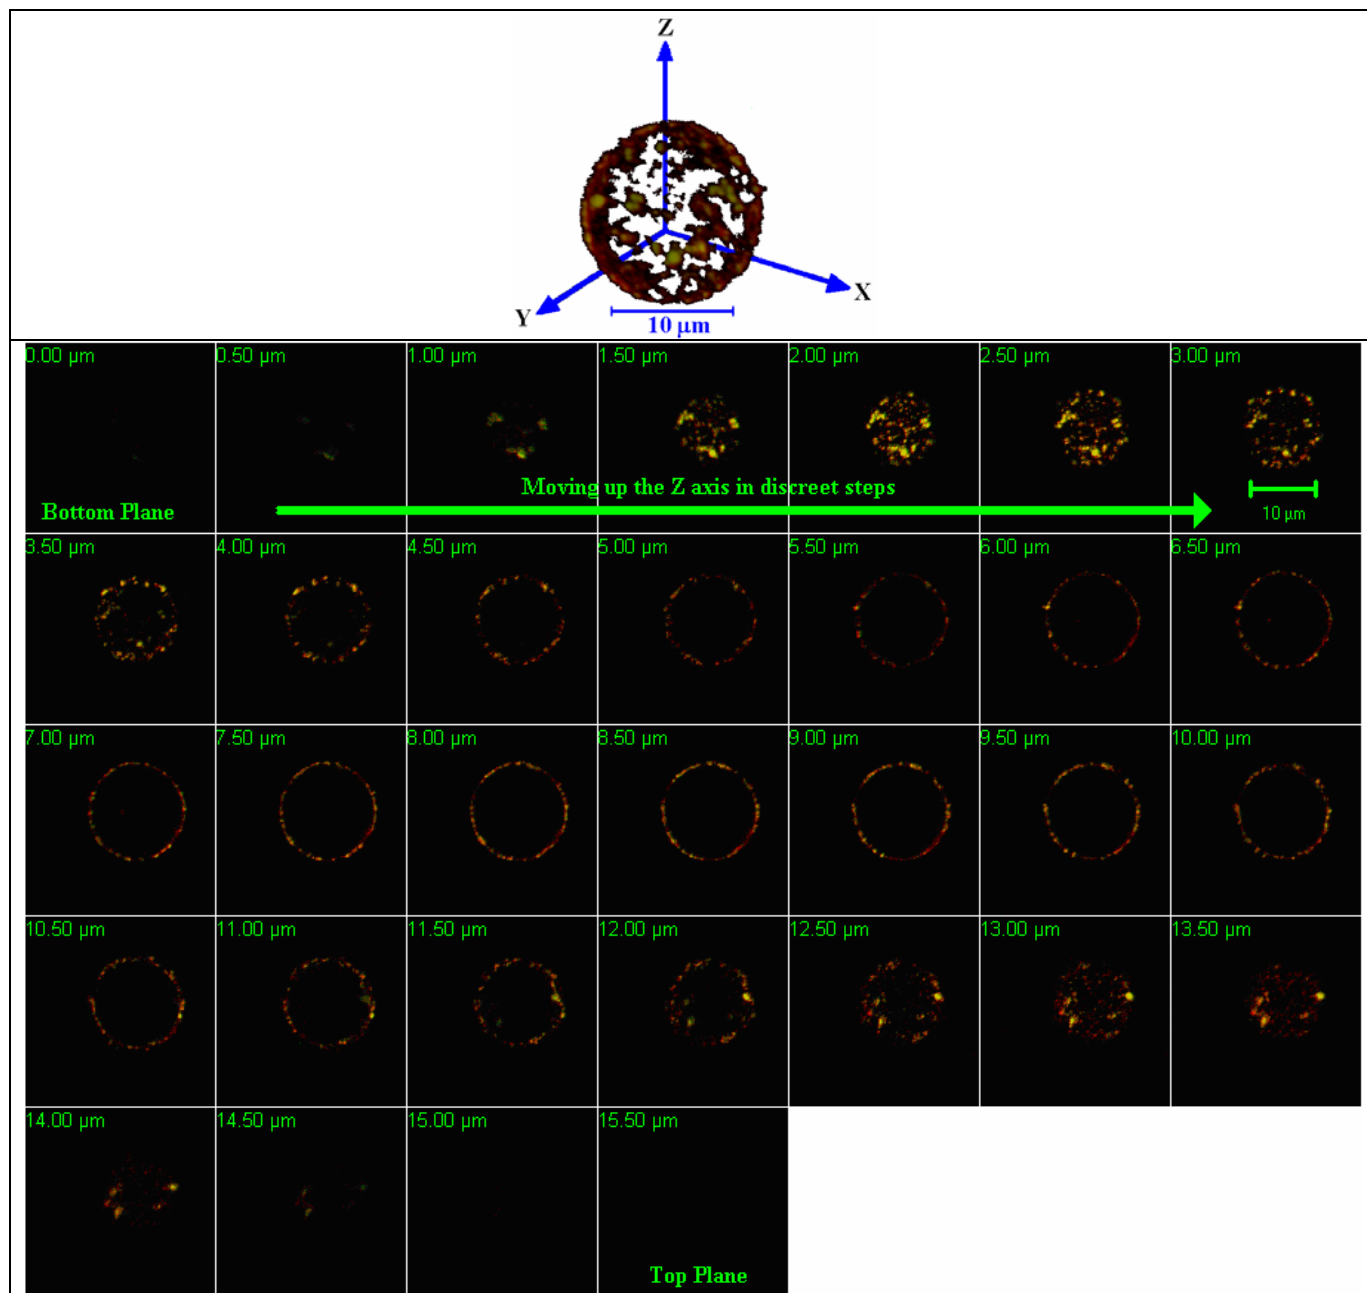 Z
X
Y
10 µm
0.00 µm
0.50 µm
1.00 µm
1.50 µm
2.00 µm
2.50 µm
3.00 µm
Moving up the Z axis in discreet steps
Bottom Plane
10 µm
3.50 µm
4.00 µm
4.50 µm
5.00 µm
5.50 µm
6.00 µm
6.50 µm
7.00 µm
7.50 µm
8.00 µm
8.50 µm
9.00 µm
9.50 µm
10.00 µm
10.50 µm
11.00 µm
11.50 µm
12.00 µm
12.50 µm
13.00 µm
13.50 µm
14.00 µm
14.50 µm
15.00 µm
15.50 µm
Top Plane